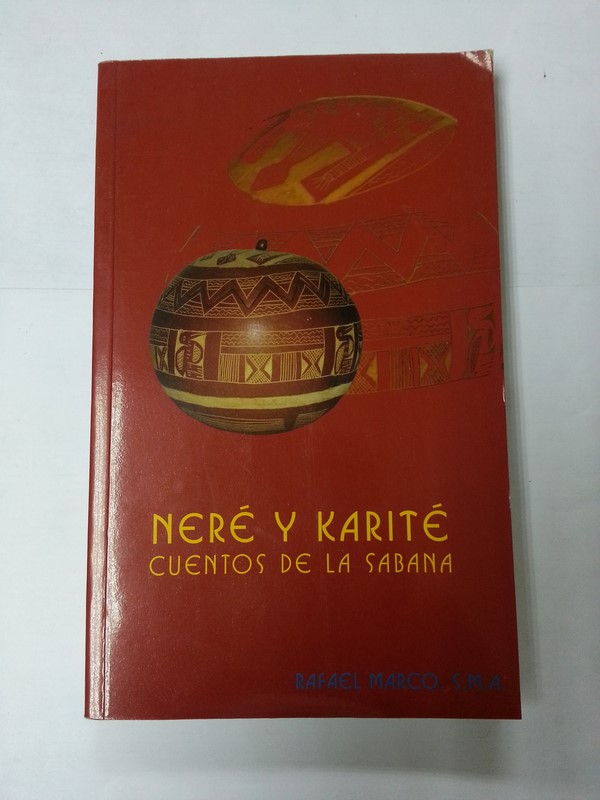 NERÉ Y KARITÉ
CUENTOS DE LA SABANA
RAFAEL MARCO, S.M.A.